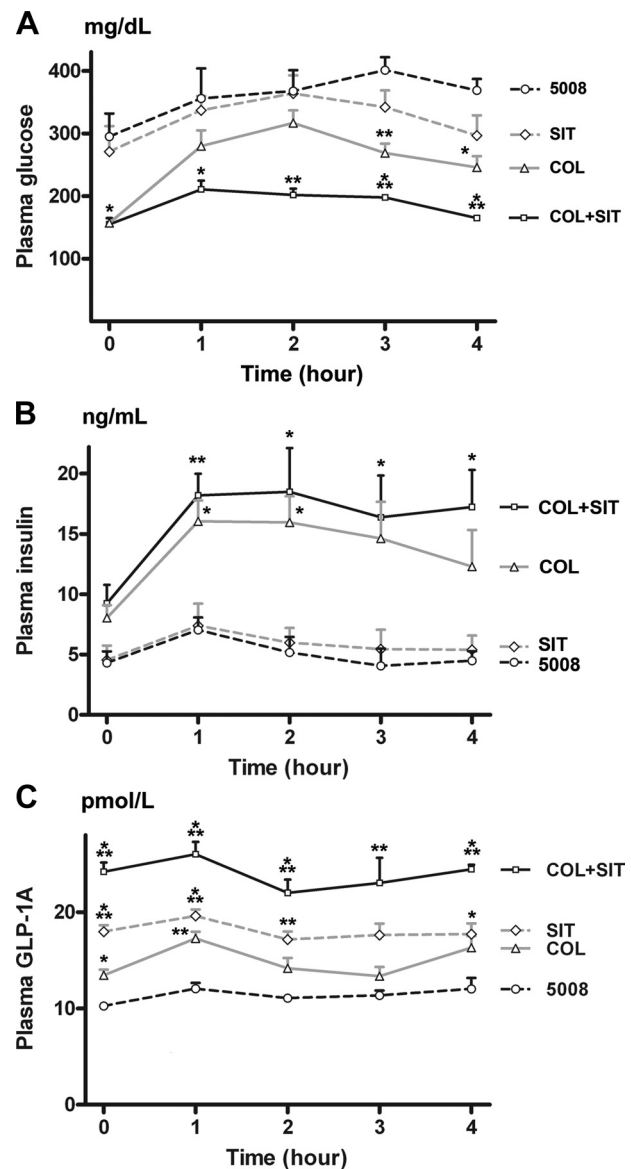 A
mg/dL
Plasma glucose
400
300
200
100
0 1 2 3 4
Time (hour)
5008
SIT
COL
COL+SIT
* * ** ** * * ** * **
B
ng/mL
Plasma insulin
20
15
10
5
0
0 1 2 3 4
Time (hour)
COL+SIT
COL
SIT
5008
** * * *
* *
C
pmol/L
Plasma GLP-1A
20
10
0
0 1 2 3 4
Time (hour)
COL+SIT
SIT
COL
5008
* ** * ** * ** ** * **
* ** * ** ** *
* **